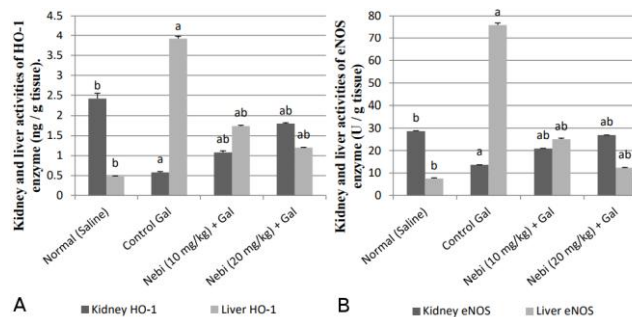 Kidney and liver activities of HO-1
enzyme (ng / g tissue).
4.5
4
3.5
3
2.5
2
1.5
1
0.5
0
b
b
a
a
ab
ab
ab
ab
Normal (Saline)
Control Gal
Nebi (10 mg/kg) + Gal
Nebi (20 mg/kg) + Gal
A
Kidney HO-1
Liver HO-1
Kidney and liver activities of eNOS
enzyme (U / g tissue)
80
70
60
50
40
30
20
10
0
b
b
a
a
ab
ab
ab
ab
Normal (Saline)
Control Gal
Nebi (10 mg/kg) + Gal
Nebi (20 mg/kg) + Gal
B
Kidney eNOS
Liver eNOS